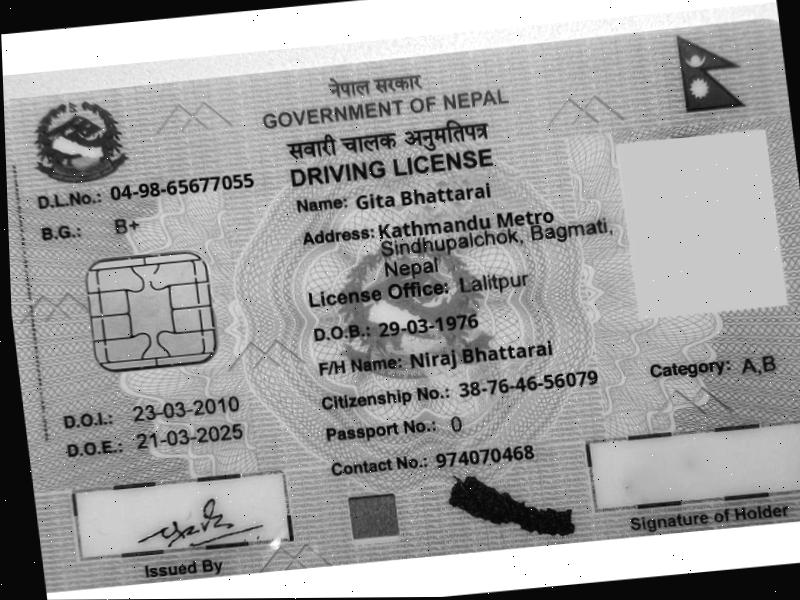 नेपाल सरकार
GOVERNMENT OF NEPAL
सवारी चालक अनुमतिपत्र
DRIVING LICENSE
D.L.No.: 04-98-65677055
B.G.: B+
Name: Gita Bhattarai
Address: Kathmandu Metro
Sindhupalchok, Bagmati,
Nepal
License Office: Lalitpur
D.O.B.: 29-03-1976
F/H Name: Niraj Bhattarai
Citizenship No.: 38-76-46-56079
Category: A,B
D.O.I.: 23-03-2010
Passport No.: 0
D.O.E.: 21-03-2025
Contact No.: 974070468
Issued By
Signature of Holder